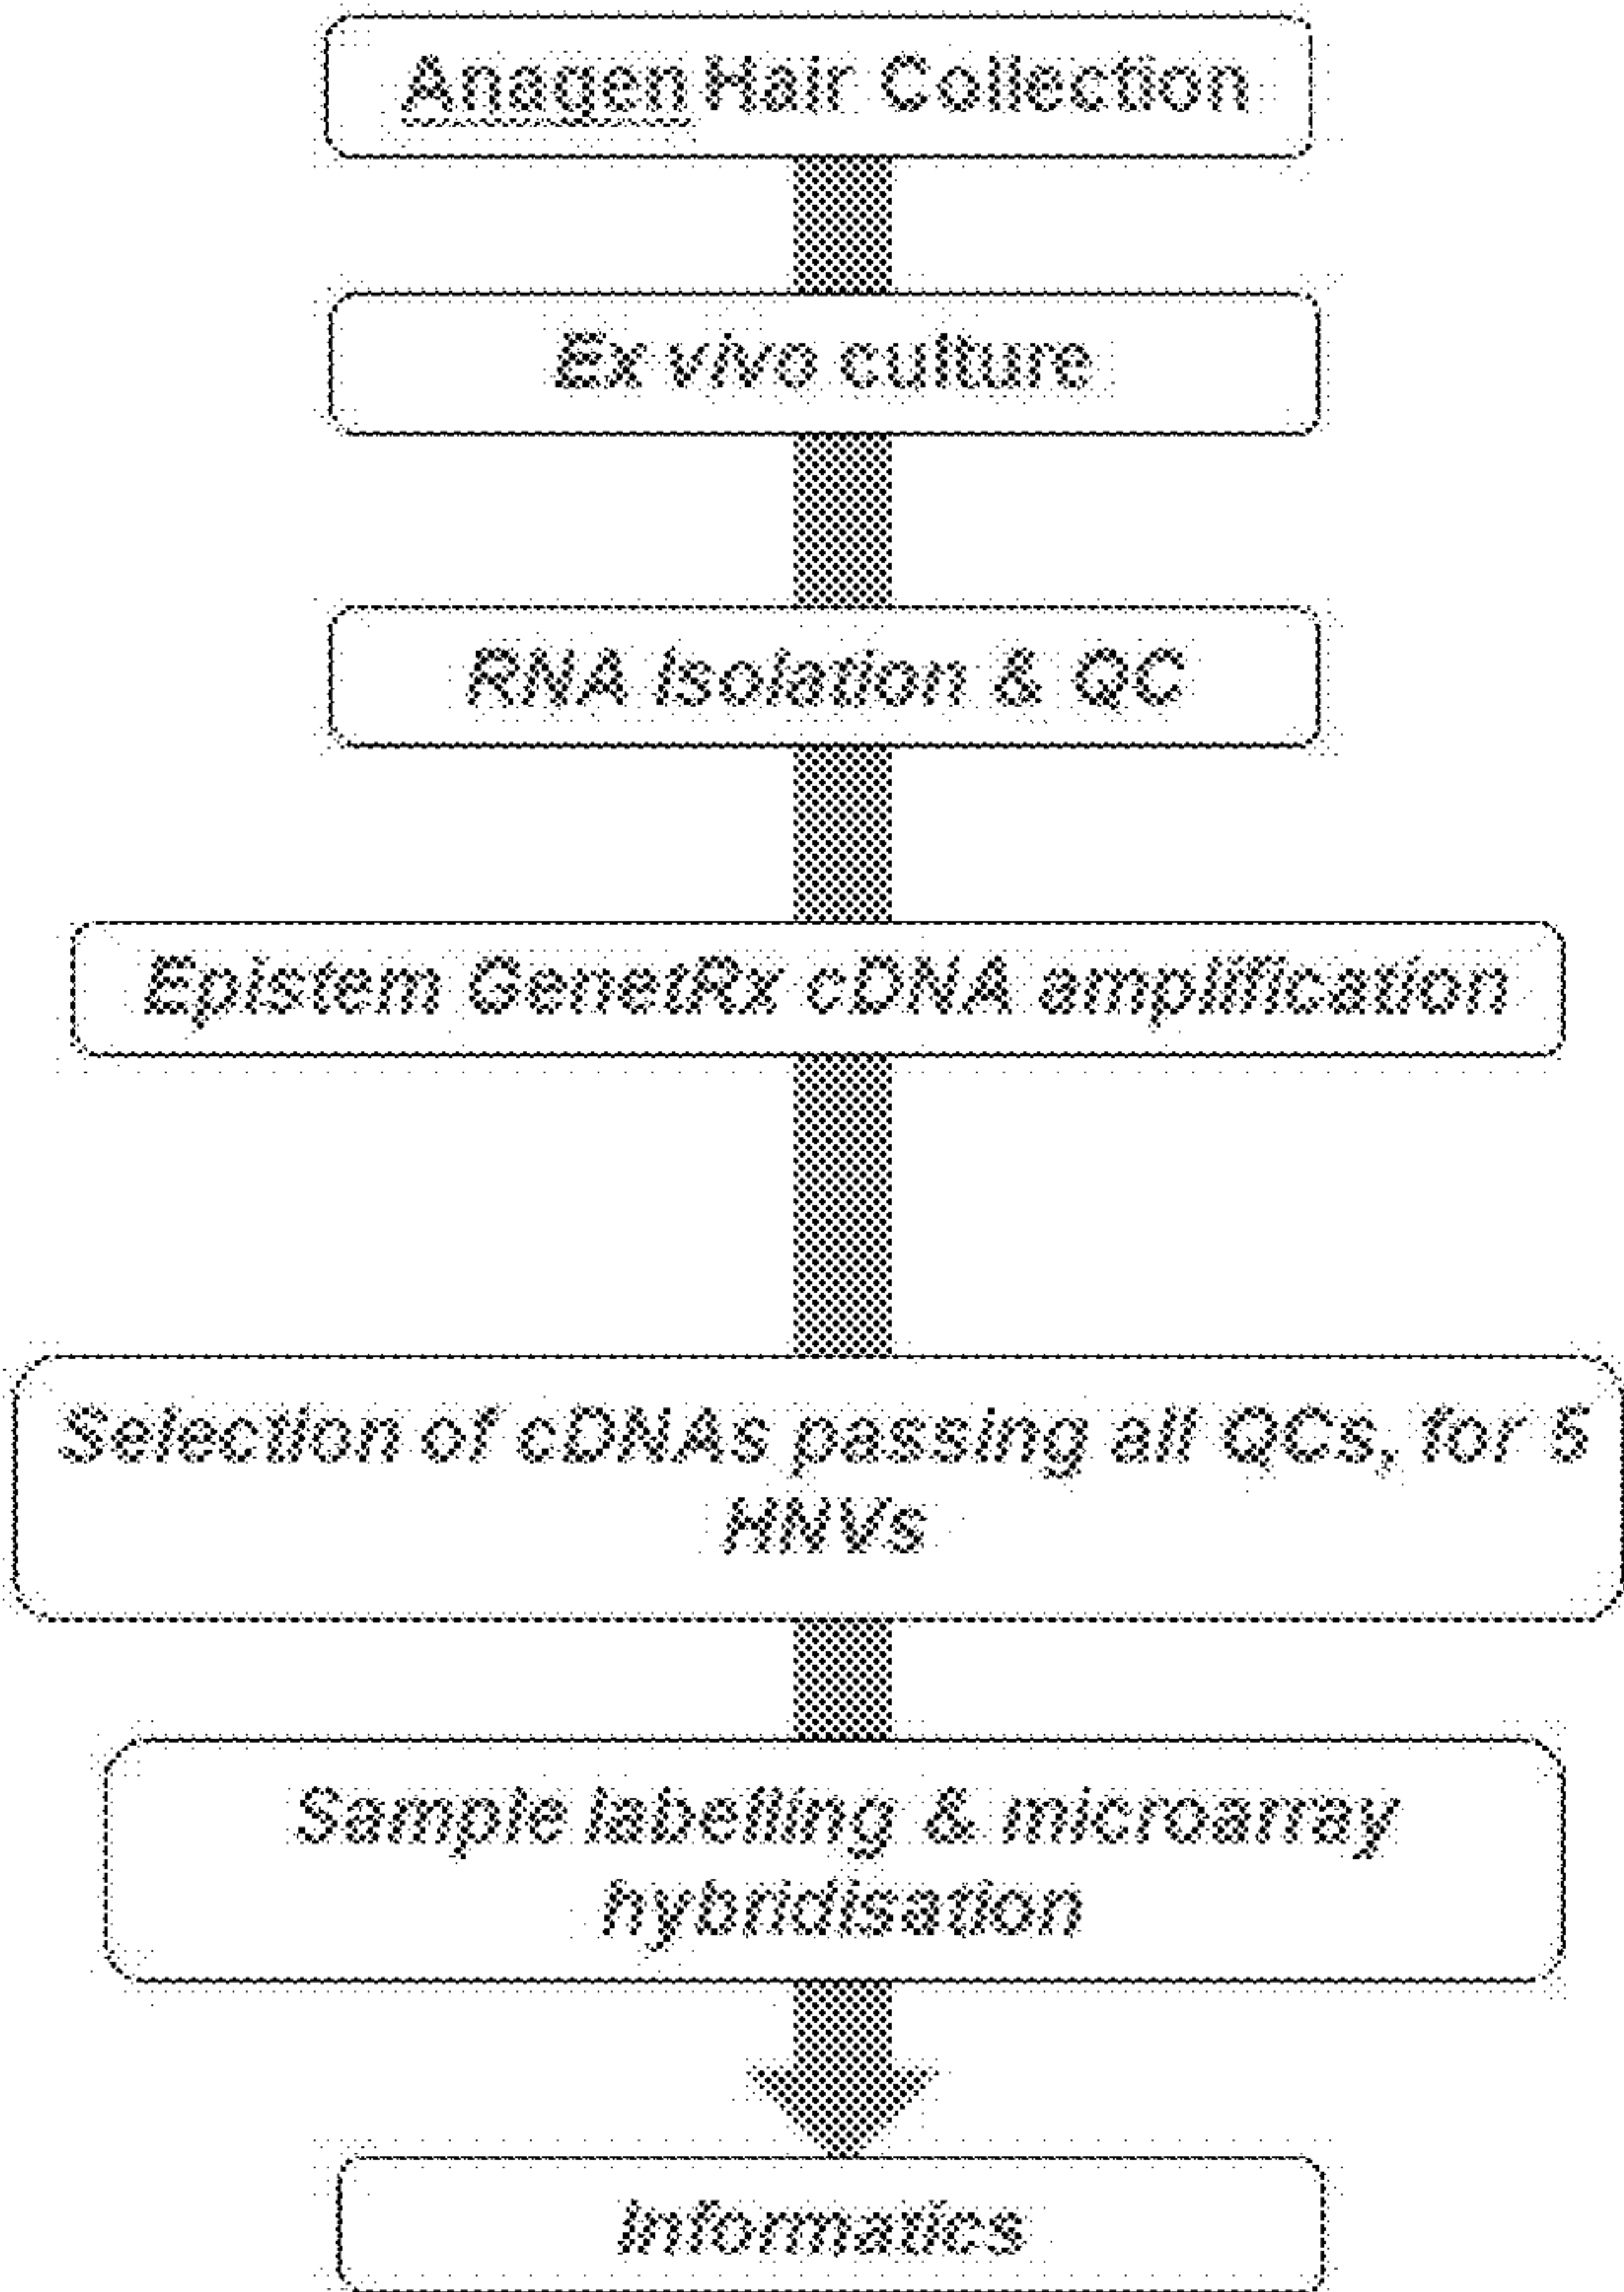 Anagen Hair Collection
Ex vivo culture
RNA Isolation & QC
Epistem GenetRx cDNA amplification
Selection of cDNAs passing all QCs, for 5
HNVs
Sample labelling & microarray
hybridisation
Informatics